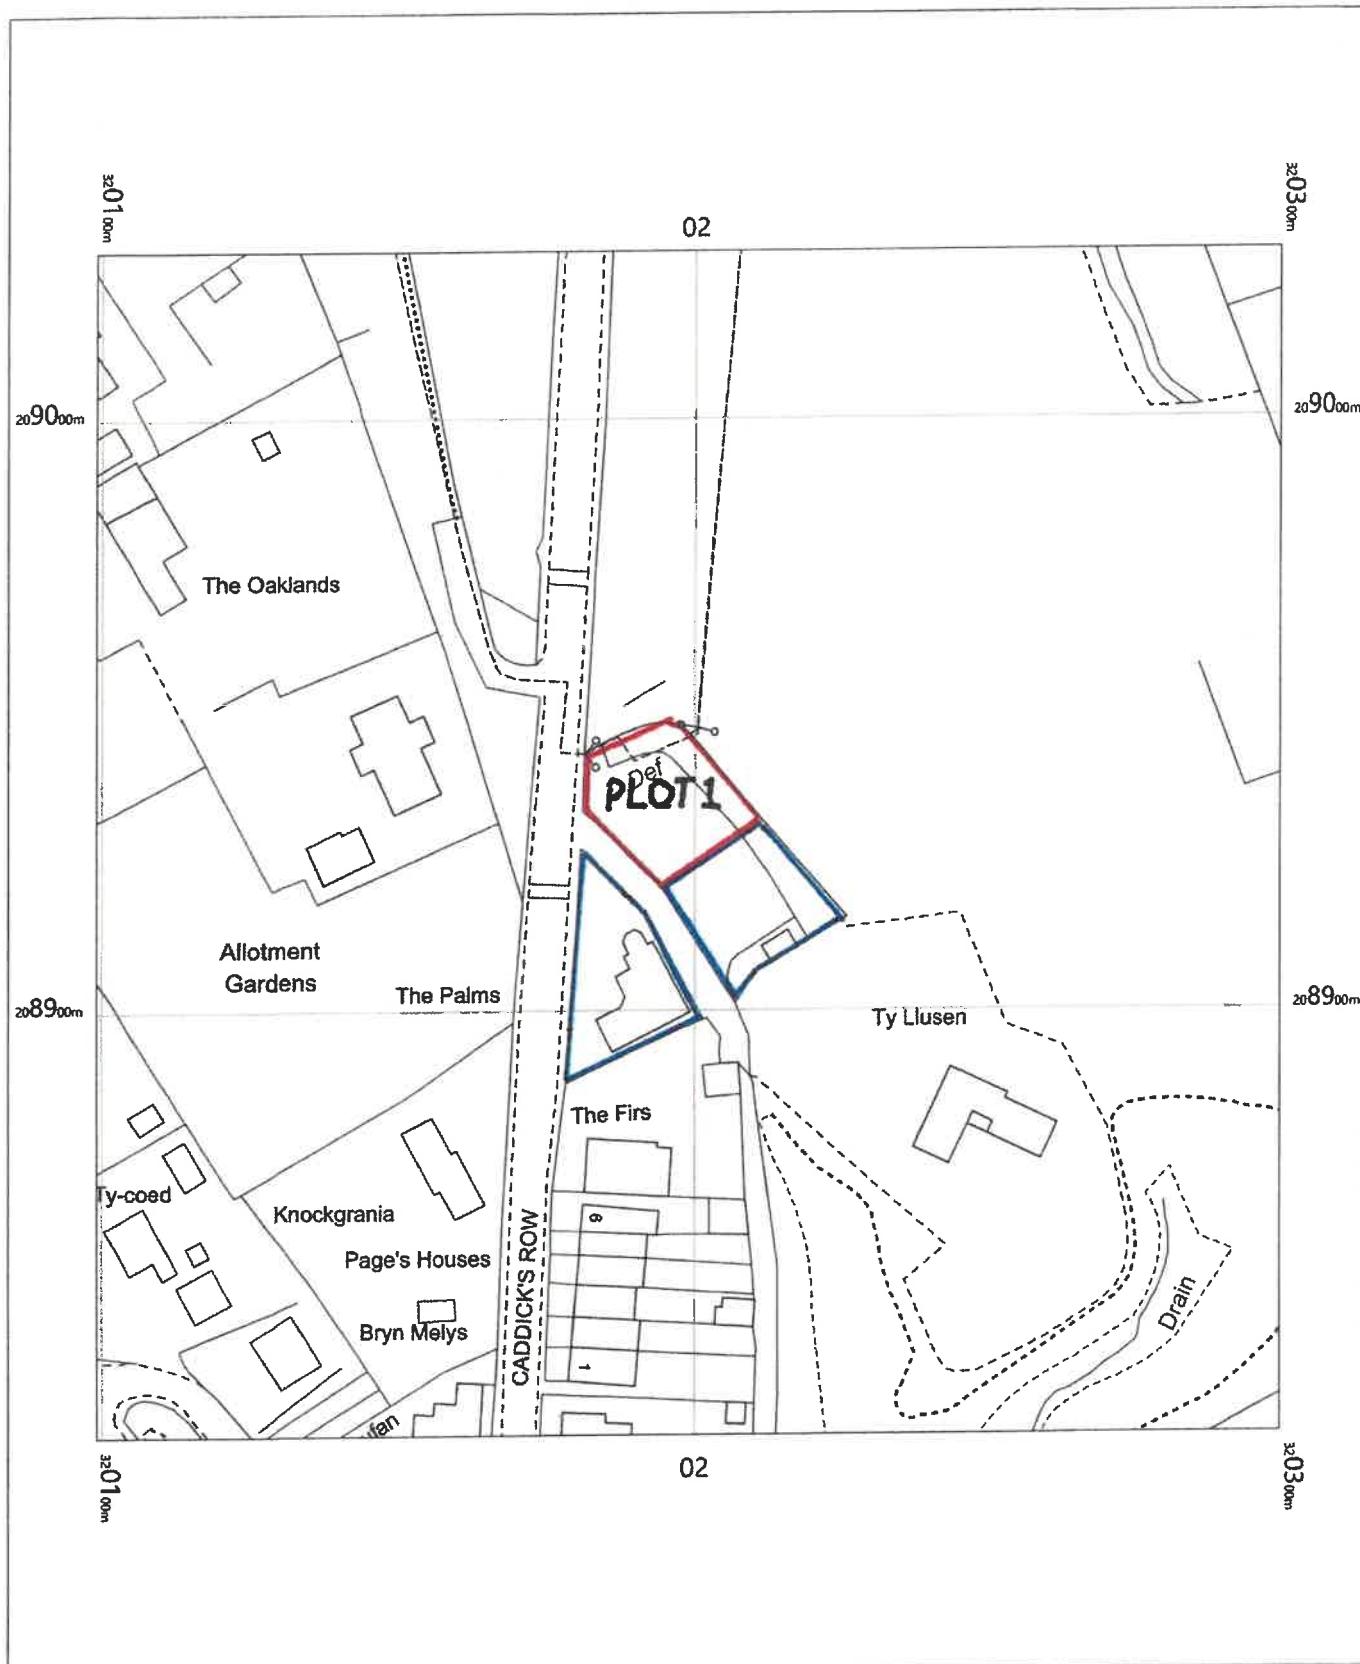 3201 00m
02
3203 00m
2090 00m
2090 00m
The Oaklands
Def
PLOT 1
Allotment
Gardens
The Palms
2089 00m
2089 00m
Ty Llusen
The Firs
Ty-coed
Knockgrania
6
Page's Houses
CADDICK'S ROW
Drain
Bryn Melys
1
ufan
3201 00m
02
3203 00m